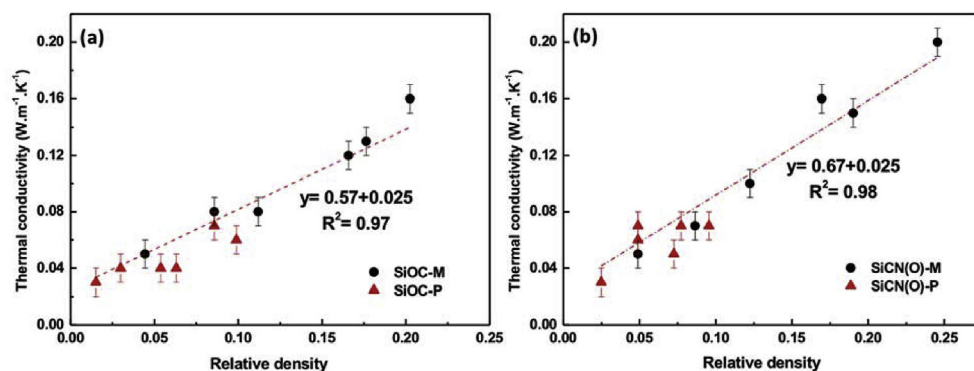 (a)
Thermal conductivity (W.m⁻¹.K⁻¹)
0.20
0.16
0.12
0.08
0.04
0.00
y= 0.57+0.025
R²= 0.97
SiOC-M
SiOC-P
0.00 0.05 0.10 0.15 0.20 0.25
Relative density
(b)
Thermal conductivity (W.m⁻¹.K⁻¹)
0.20
0.16
0.12
0.08
0.04
0.00
y= 0.67+0.025
R²= 0.98
SiCN(O)-M
SiCN(O)-P
0.00 0.05 0.10 0.15 0.20 0.25
Relative density